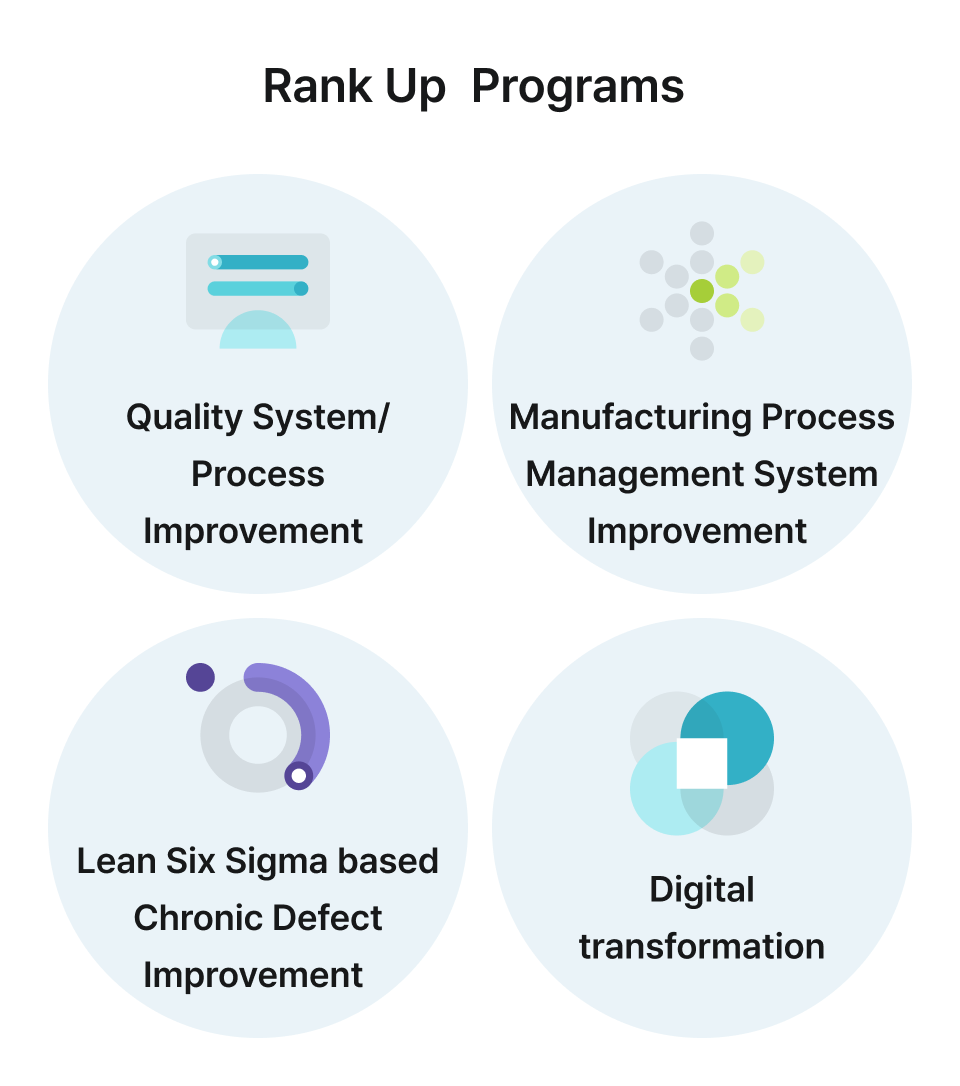 Rank Up  Programs
Quality System/
Process
Improvement
Manufacturing Process
Management System
Improvement
Lean Six Sigma based
Chronic Defect
Improvement
Digital
transformation